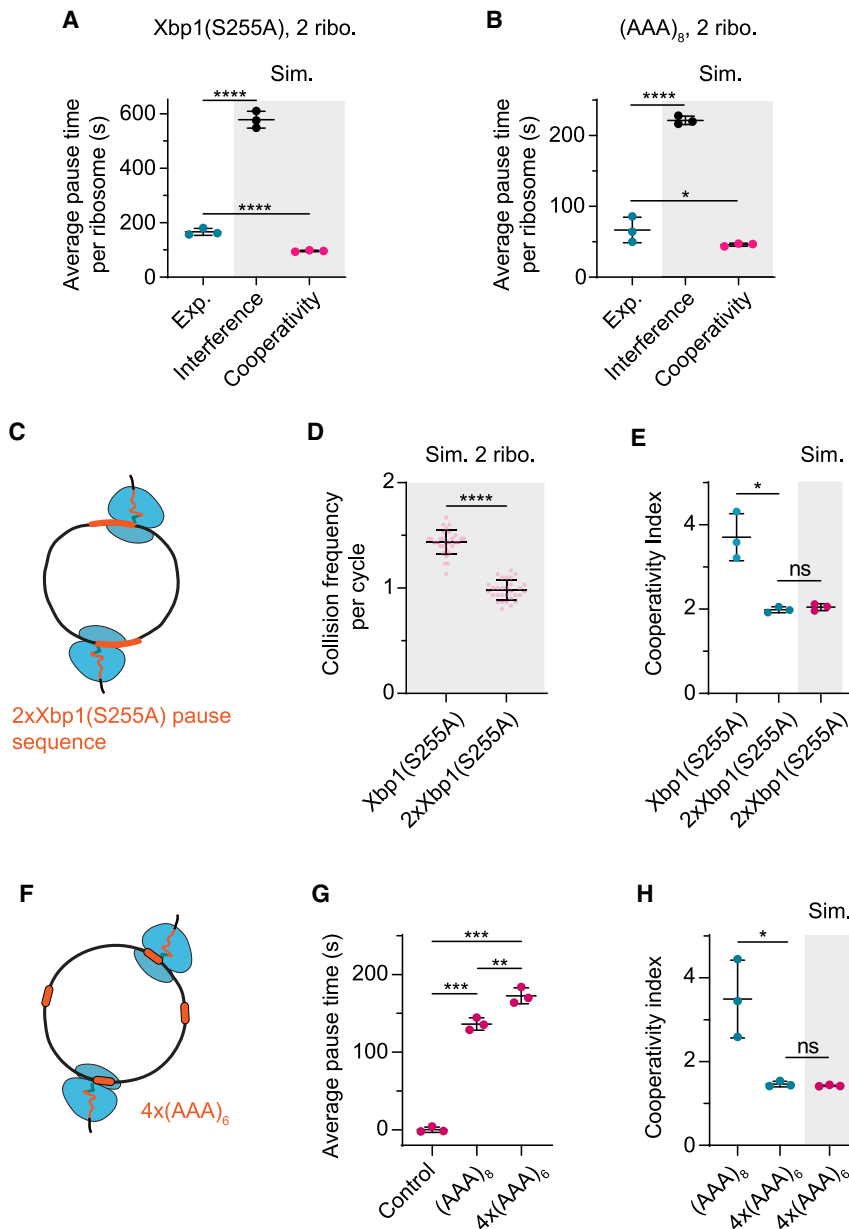 A
Xbp1(S255A), 2 ribo.
Sim.
Average pause time
per ribosome (s)
600
400
200
0
****
****
Exp.
Interference
Cooperativity
B
(AAA)8, 2 ribo.
Sim.
Average pause time
per ribosome (s)
200
100
0
****
*
Exp.
Interference
Cooperativity
C
2xXbp1(S255A) pause
sequence
D
Sim. 2 ribo.
Collision frequency
per cycle
2
1
0
****
Xbp1(S255A)
2xXbp1(S255A)
E
Sim.
Cooperativity Index
4
2
0
*
ns
Xbp1(S255A)
2xXbp1(S255A)
2xXbp1(S255A)
F
4x(AAA)6
G
Average pause time (s)
200
100
0
***
***
**
Control
(AAA)8
4x(AAA)6
H
Sim.
Cooperativity index
4
2
0
*
ns
(AAA)8
4x(AAA)6
4x(AAA)6